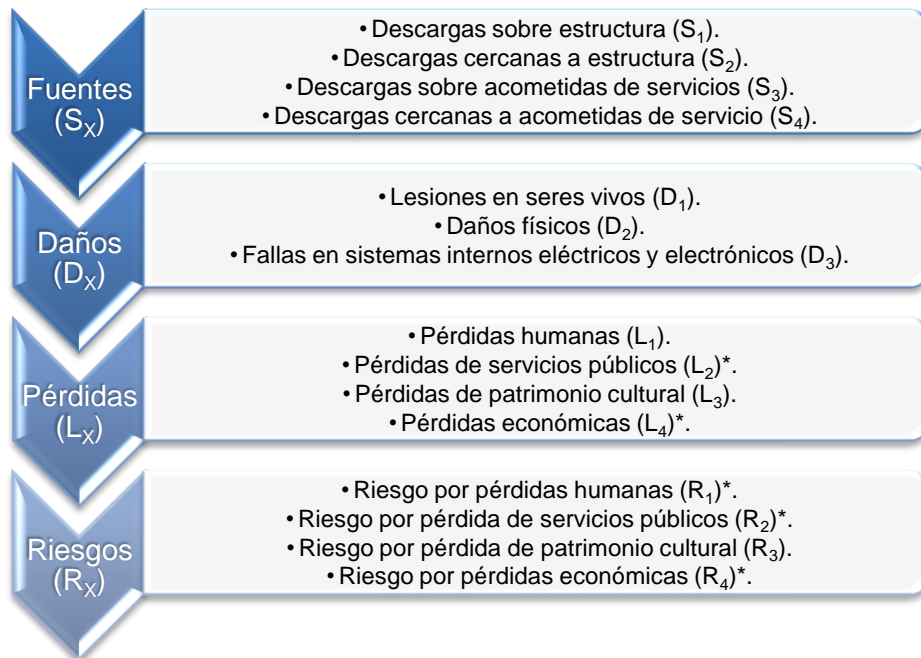 Fuentes
(Sₓ)
• Descargas sobre estructura (S₁).
• Descargas cercanas a estructura (S₂).
• Descargas sobre acometidas de servicios (S₃).
• Descargas cercanas a acometidas de servicio (S₄).
Daños
(Dₓ)
• Lesiones en seres vivos (D₁).
• Daños físicos (D₂).
• Fallas en sistemas internos eléctricos y electrónicos (D₃).
Pérdidas
(Lₓ)
• Pérdidas humanas (L₁).
• Pérdidas de servicios públicos (L₂)*.
• Pérdidas de patrimonio cultural (L₃).
• Pérdidas económicas (L₄)*.
Riesgos
(Rₓ)
• Riesgo por pérdidas humanas (R₁)*.
• Riesgo por pérdida de servicios públicos (R₂)*.
• Riesgo por pérdida de patrimonio cultural (R₃).
• Riesgo por pérdidas económicas (R₄)*.